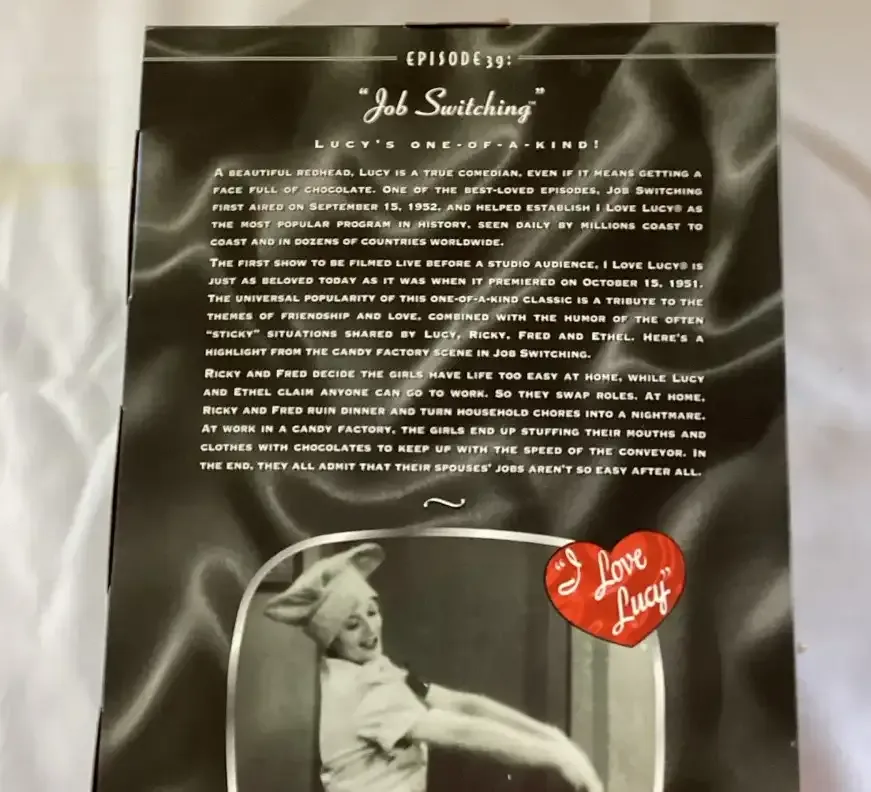 EPISODE 39:
"Job Switching"™
LUCY'S ONE-OF-A-KIND!
A BEAUTIFUL REDHEAD, LUCY IS A TRUE COMEDIAN, EVEN IF IT MEANS GETTING A
FACE FULL OF CHOCOLATE. ONE OF THE BEST-LOVED EPISODES, JOB SWITCHING
FIRST AIRED ON SEPTEMBER 15, 1952, AND HELPED ESTABLISH I LOVE LUCY® AS
THE MOST POPULAR PROGRAM IN HISTORY, SEEN DAILY BY MILLIONS COAST TO
COAST AND IN DOZENS OF COUNTRIES WORLDWIDE.
THE FIRST SHOW TO BE FILMED LIVE BEFORE A STUDIO AUDIENCE, I LOVE LUCY® IS
JUST AS BELOVED TODAY AS IT WAS WHEN IT PREMIERED ON OCTOBER 15, 1951.
THE UNIVERSAL POPULARITY OF THIS ONE-OF-A-KIND CLASSIC IS A TRIBUTE TO THE
THEMES OF FRIENDSHIP AND LOVE, COMBINED WITH THE HUMOR OF THE OFTEN
"STICKY" SITUATIONS SHARED BY LUCY, RICKY, FRED AND ETHEL. HERE'S A
HIGHLIGHT FROM THE CANDY FACTORY SCENE IN JOB SWITCHING.
RICKY AND FRED DECIDE THE GIRLS HAVE LIFE TOO EASY AT HOME, WHILE LUCY
AND ETHEL CLAIM ANYONE CAN GO TO WORK. SO THEY SWAP ROLES. AT HOME,
RICKY AND FRED RUIN DINNER AND TURN HOUSEHOLD CHORES INTO A NIGHTMARE.
AT WORK IN A CANDY FACTORY, THE GIRLS END UP STUFFING THEIR MOUTHS AND
CLOTHES WITH CHOCOLATES TO KEEP UP WITH THE SPEED OF THE CONVEYOR. IN
THE END, THEY ALL ADMIT THAT THEIR SPOUSES' JOBS AREN'T SO EASY AFTER ALL.
"I Love
Lucy"